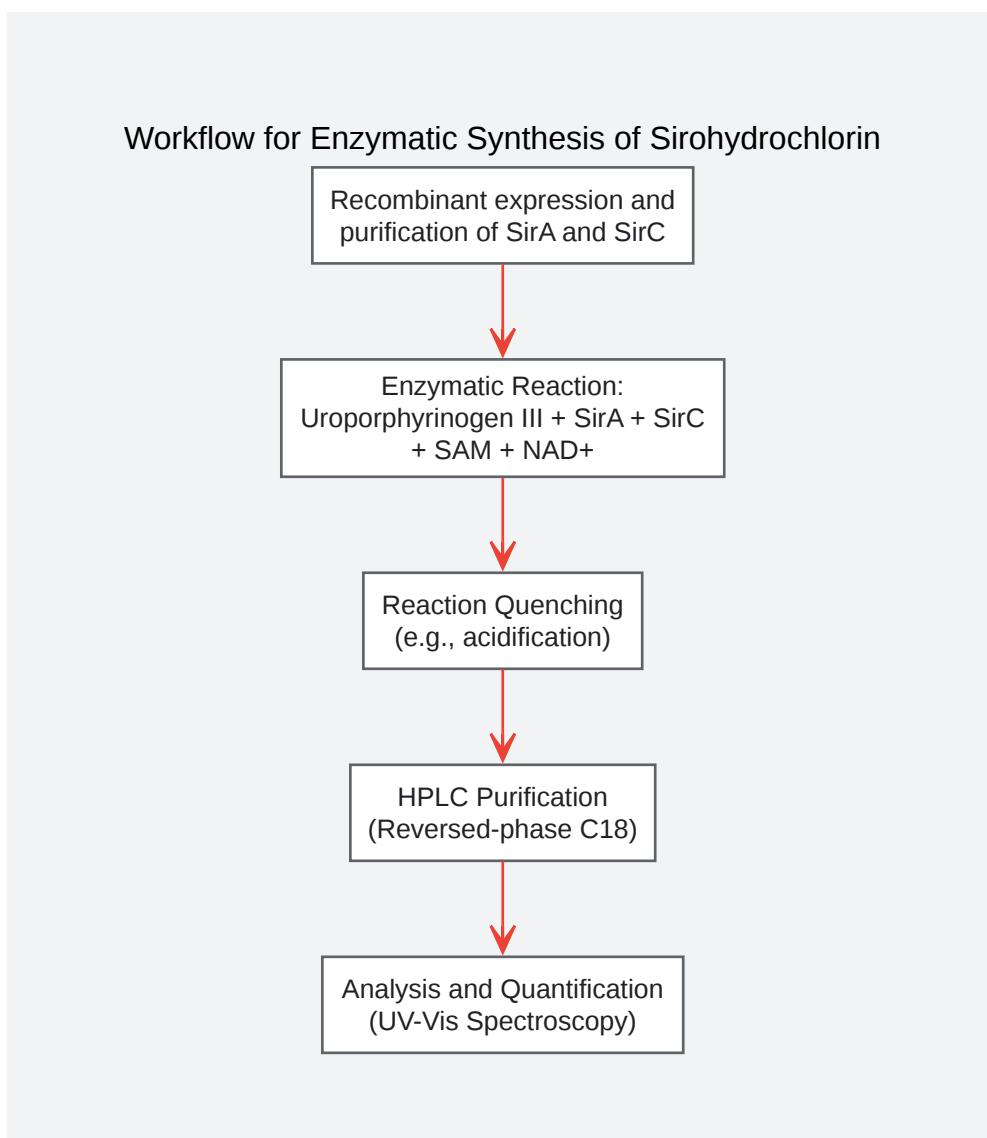 Workflow for Enzymatic Synthesis of Sirohydrochlorin
Recombinant expression and
purification of SirA and SirC
Enzymatic Reaction:
Uroporphyrinogen III + SirA + SirC
+ SAM + NAD+
Reaction Quenching
(e.g., acidification)
HPLC Purification
(Reversed-phase C18)
Analysis and Quantification
(UV-Vis Spectroscopy)